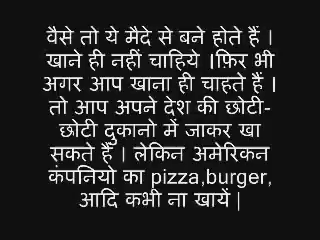 वैसे तो ये मैदे से बने होते हैं |
खाने ही नहीं चाहिये |फ़िर भी
अगर आप खाना ही चाहते हैं |
तो आप अपने देश की छोटी-
छोटी दुकानो में जाकर खा
सकते हैं | लेकिन अमेरिकन
कंपनियो का pizza,burger,
आदि कभी ना खायें |